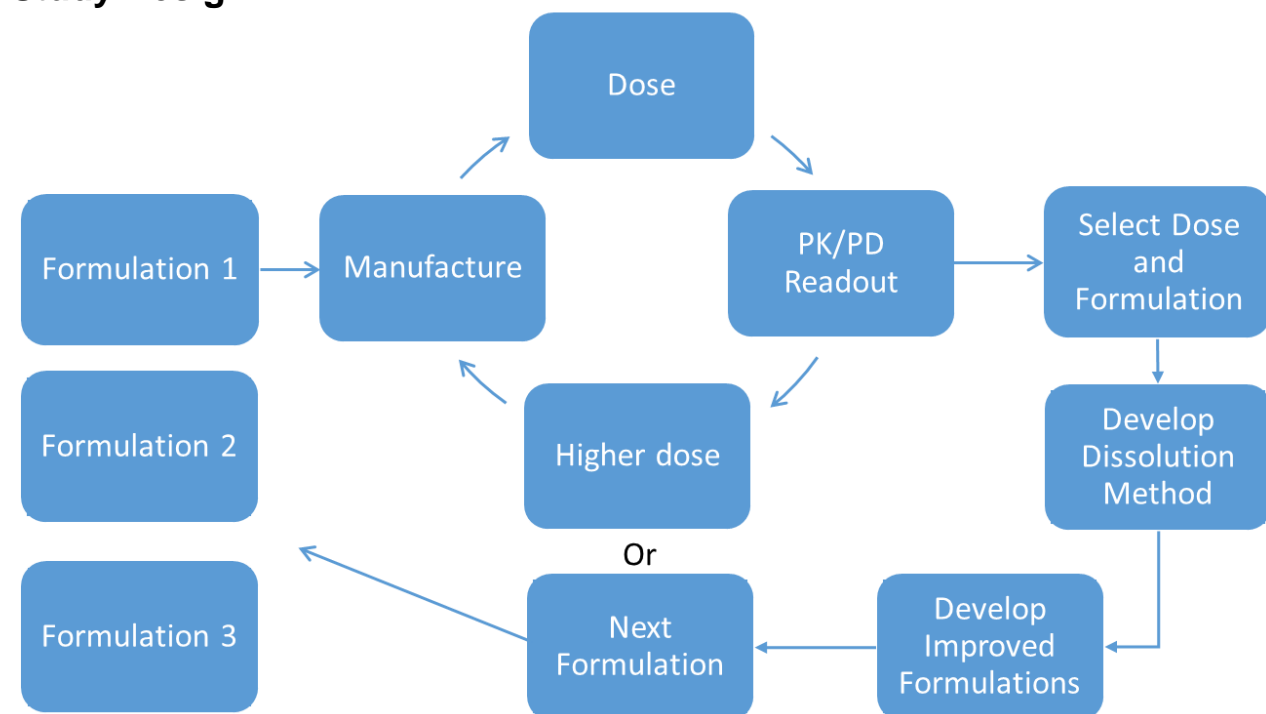 Dose
Formulation 1
Manufacture
PK/PD
Readout
Select Dose
and
Formulation
Formulation 2
Higher dose
Develop
Dissolution
Method
Or
Formulation 3
Next
Formulation
Develop
Improved
Formulations